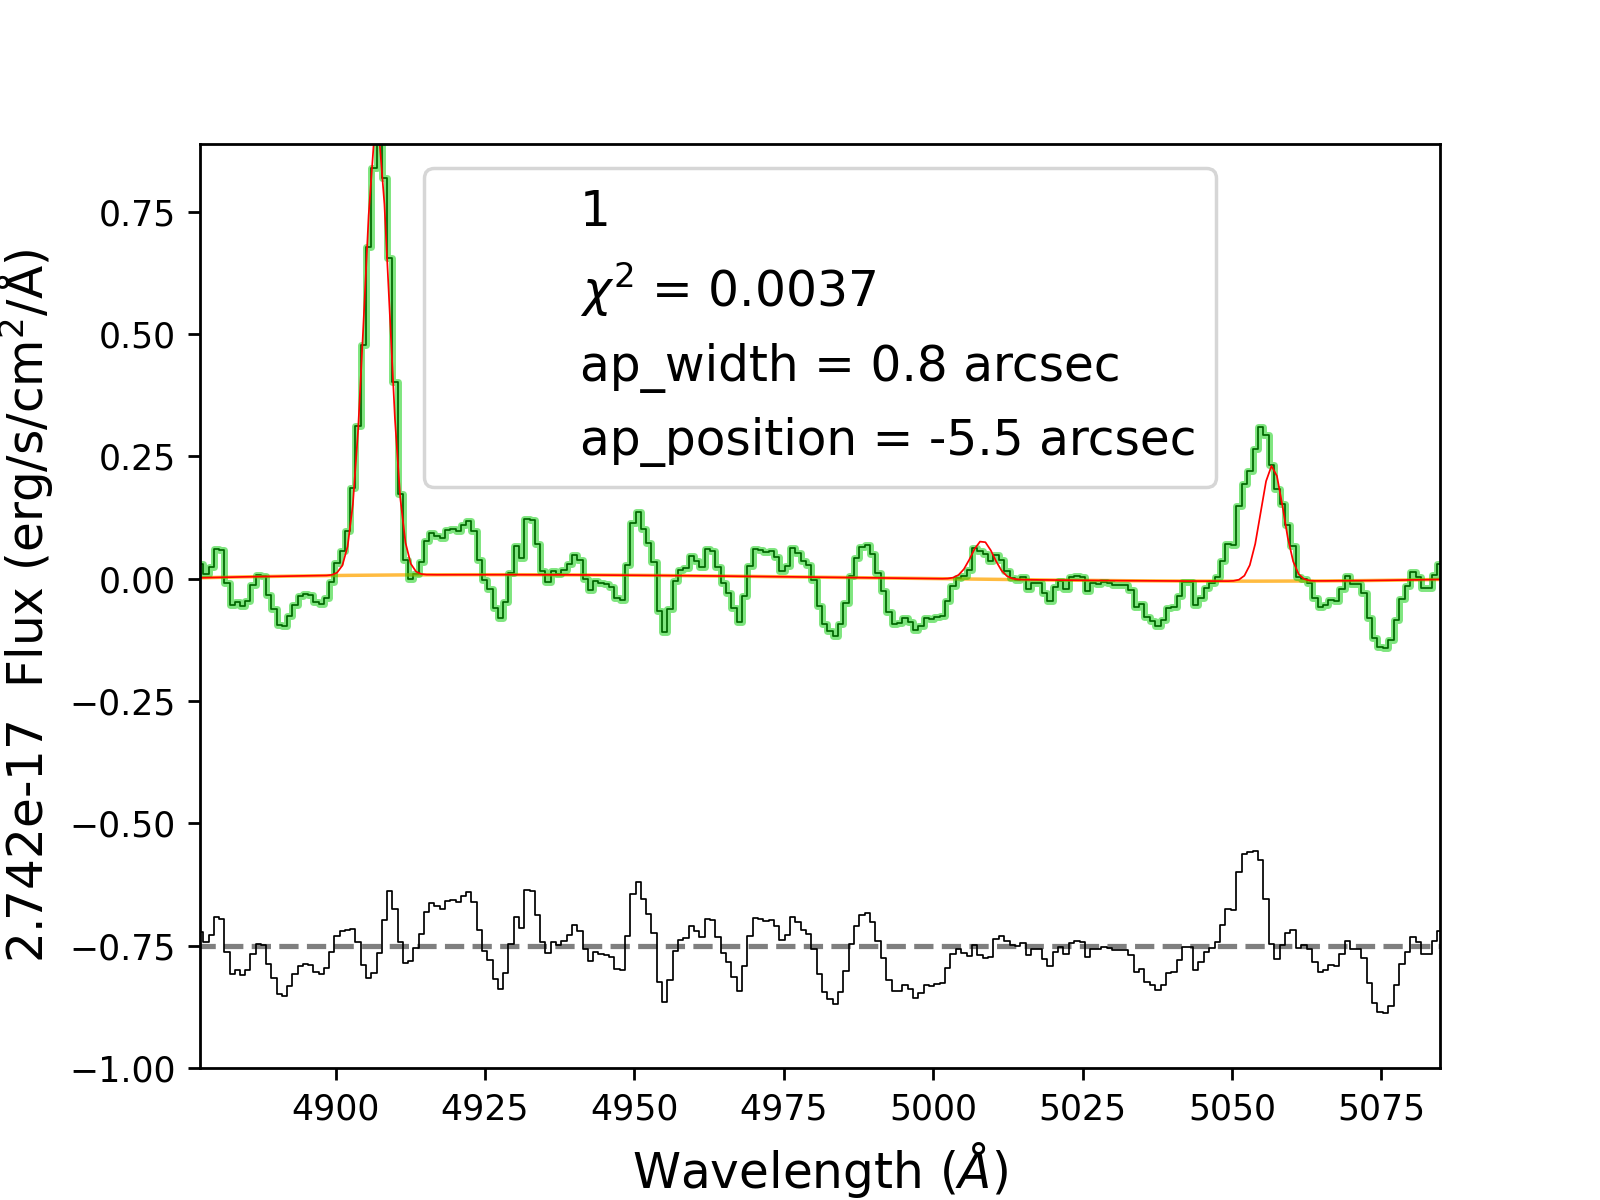 1
χ² = 0.0037
ap_width = 0.8 arcsec
ap_position = -5.5 arcsec
2.742e-17 Flux (erg/s/cm²/Å)
0.75
0.50
0.25
0.00
−0.25
−0.50
−0.75
−1.00
4900 4925 4950 4975 5000 5025 5050 5075
Wavelength (Å)